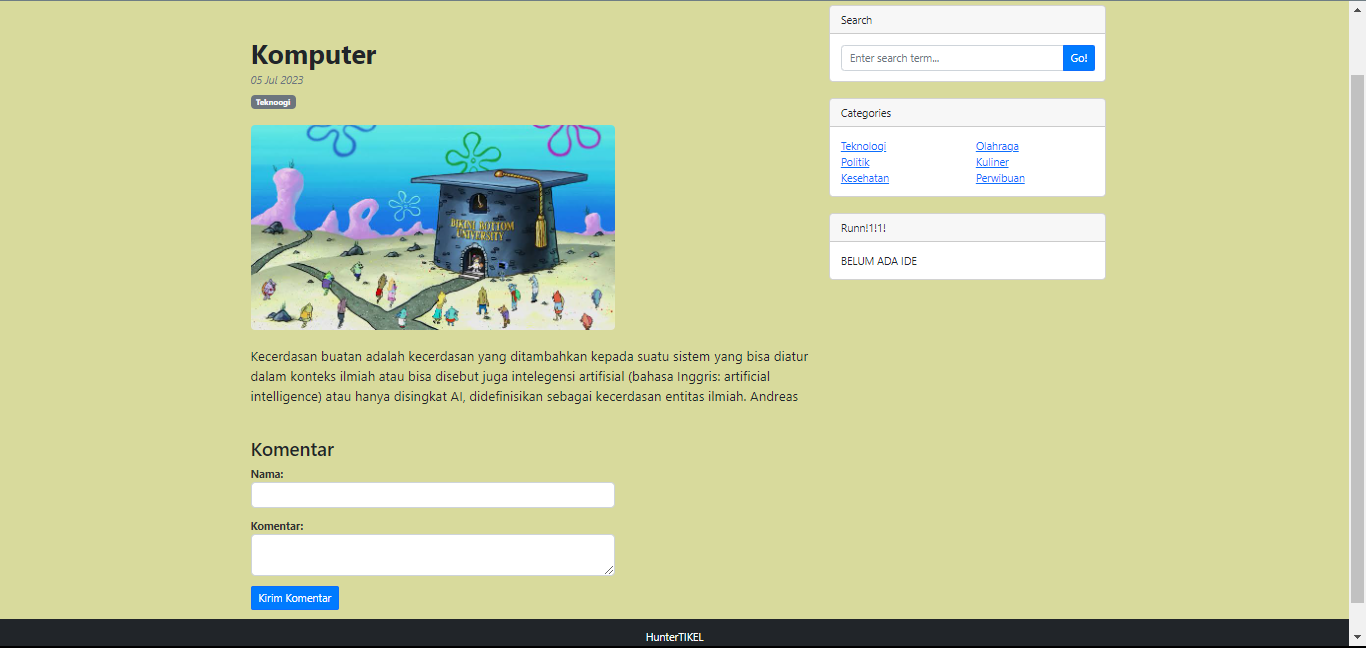 Komputer
05 Jul 2023
Teknoogi
BIKINI BOTTOM
UNIVERSITY
Kecerdasan buatan adalah kecerdasan yang ditambahkan kepada suatu sistem yang bisa diatur
dalam konteks ilmiah atau bisa disebut juga intelegensi artifisial (bahasa Inggris: artificial
intelligence) atau hanya disingkat AI, didefinisikan sebagai kecerdasan entitas ilmiah. Andreas
Komentar
Nama:
Komentar:
Kirim Komentar
Search
Enter search term...
Go!
Categories
Teknologi
Olahraga
Politik
Kuliner
Kesehatan
Perwibuan
Runn!1!1!
BELUM ADA IDE
HunterTIKEL